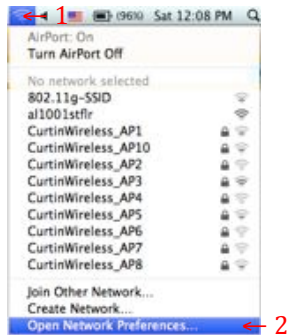 1 (96%) Sat 12:08 PM
AirPort: On
Turn AirPort Off
No network selected
802.11g-SSID
al1001stflr
CurtinWireless_AP1
CurtinWireless_AP10
CurtinWireless_AP2
CurtinWireless_AP3
CurtinWireless_AP4
CurtinWireless_AP5
CurtinWireless_AP6
CurtinWireless_AP7
CurtinWireless_AP8
Join Other Network...
Create Network...
Open Network Preferences... 2